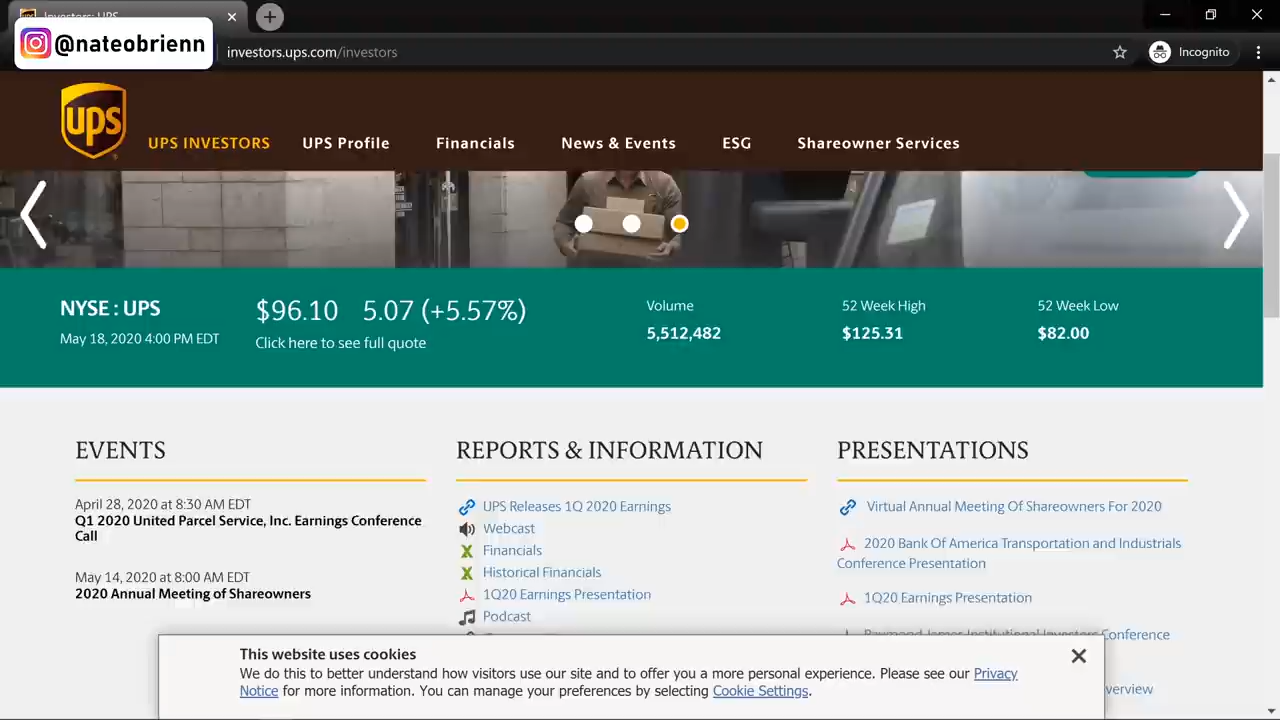 Investors: UPS
@nateobrienn
investors.ups.com/investors
Incognito
ups
UPS INVESTORS
UPS Profile
Financials
News & Events
ESG
Shareowner Services
NYSE : UPS
$96.10 5.07 (+5.57%)
May 18, 2020 4:00 PM EDT
Click here to see full quote
Volume
5,512,482
52 Week High
$125.31
52 Week Low
$82.00
EVENTS
April 28, 2020 at 8:30 AM EDT
Q1 2020 United Parcel Service, Inc. Earnings Conference
Call
May 14, 2020 at 8:00 AM EDT
2020 Annual Meeting of Shareowners
REPORTS & INFORMATION
UPS Releases 1Q 2020 Earnings
Webcast
Financials
Historical Financials
1Q20 Earnings Presentation
Podcast
PRESENTATIONS
Virtual Annual Meeting Of Shareowners For 2020
2020 Bank Of America Transportation and Industrials
Conference Presentation
1Q20 Earnings Presentation
Raymond James Institutional Investors Conference
This website uses cookies
We do this to better understand how visitors use our site and to offer you a more personal experience. Please see our Privacy
Notice for more information. You can manage your preferences by selecting Cookie Settings.